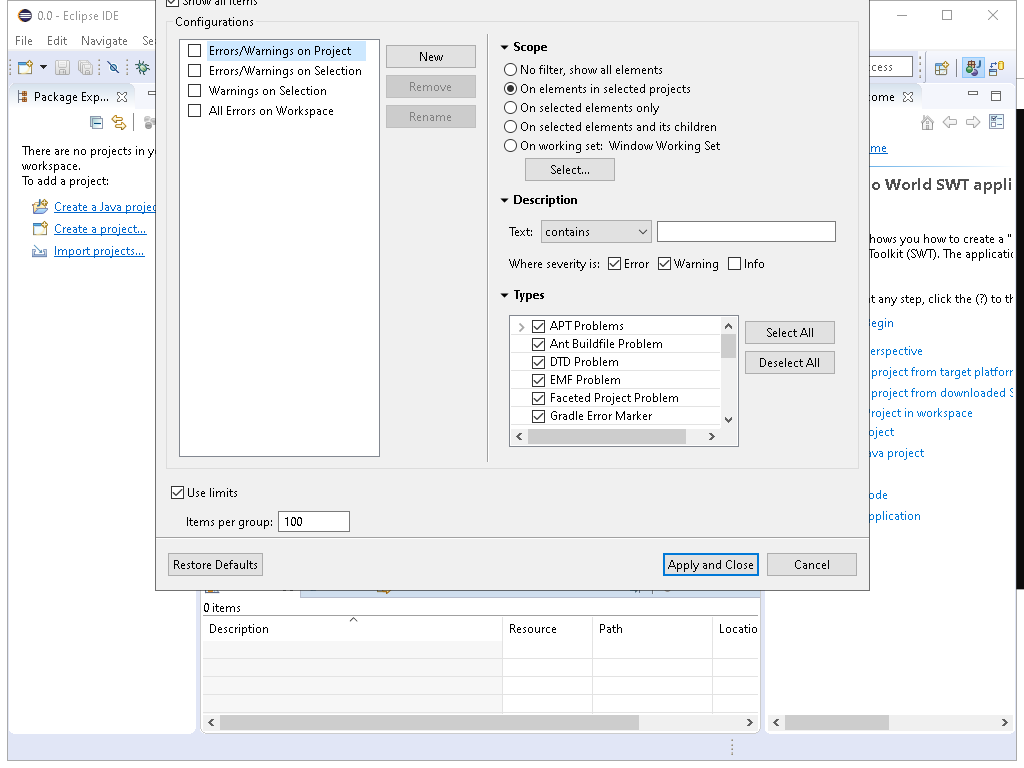 0.0 - Eclipse IDE
Show all items
File Edit Navigate Se
Configurations
Errors/Warnings on Project
Errors/Warnings on Selection
Warnings on Selection
All Errors on Workspace
New
Remove
Rename
Scope
No filter, show all elements
On elements in selected projects
On selected elements only
On selected elements and its children
On working set: Window Working Set
Select...
Description
Text: contains
Where severity is: Error Warning Info
Types
APT Problems
Ant Buildfile Problem
DTD Problem
EMF Problem
Faceted Project Problem
Gradle Error Marker
Select All
Deselect All
Use limits
Items per group: 100
Restore Defaults
Apply and Close
Cancel
Package Exp...
There are no projects in y
workspace.
To add a project:
Create a Java projec
Create a project...
Import projects...
cess
ome
me
o World SWT appli
hows you how to create a "
Toolkit (SWT). The applicatio
t any step, click the (?) to th
egin
erspective
project from target platforn
project from downloaded S
roject in workspace
oject
ava project
ode
pplication
0 items
Description Resource Path Locatio